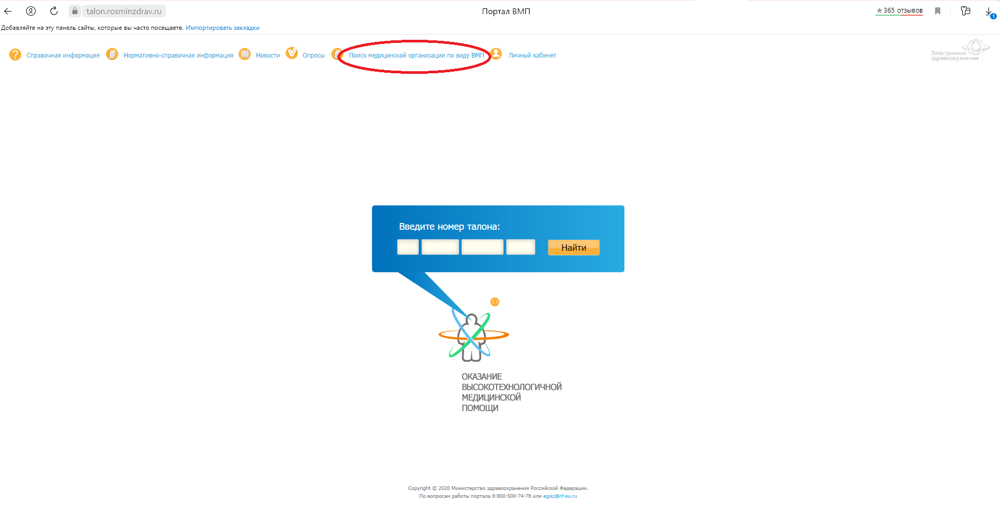 talon.rosminzdrav.ru
Портал ВМП
365 отзывов
1
Добавляйте на эту панель сайты, которые вы часто посещаете. Импортировать закладки
Справочная информация
Нормативно-справочная информация
Новости
Опросы
Поиск медицинской организации по виду ВМП
Личный кабинет
Электронное
здравоохранение
Введите номер талона:
Найти
1.1
ОКАЗАНИЕ
ВЫСОКОТЕХНОЛОГИЧНОЙ
МЕДИЦИНСКОЙ
ПОМОЩИ
Copyright © 2020 Министерство здравоохранения Российской Федерации.
По вопросам работы портала 8-800-500-74-78 или egisz@rt-eu.ru